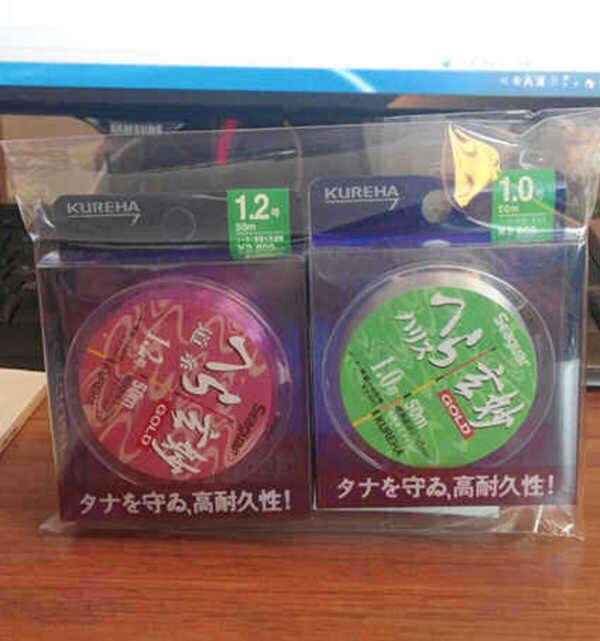 SAMSUNG
KUREHA
1.2号
50m
KUREHA
1.0号
50m
へら
道糸
1.2号
50m
GOLD
Seaguar
へら
ハリス
1.0号
50m
GOLD
Seaguar
KUREHA
タナを守る、高耐久性!
タナを守る、高耐久性!